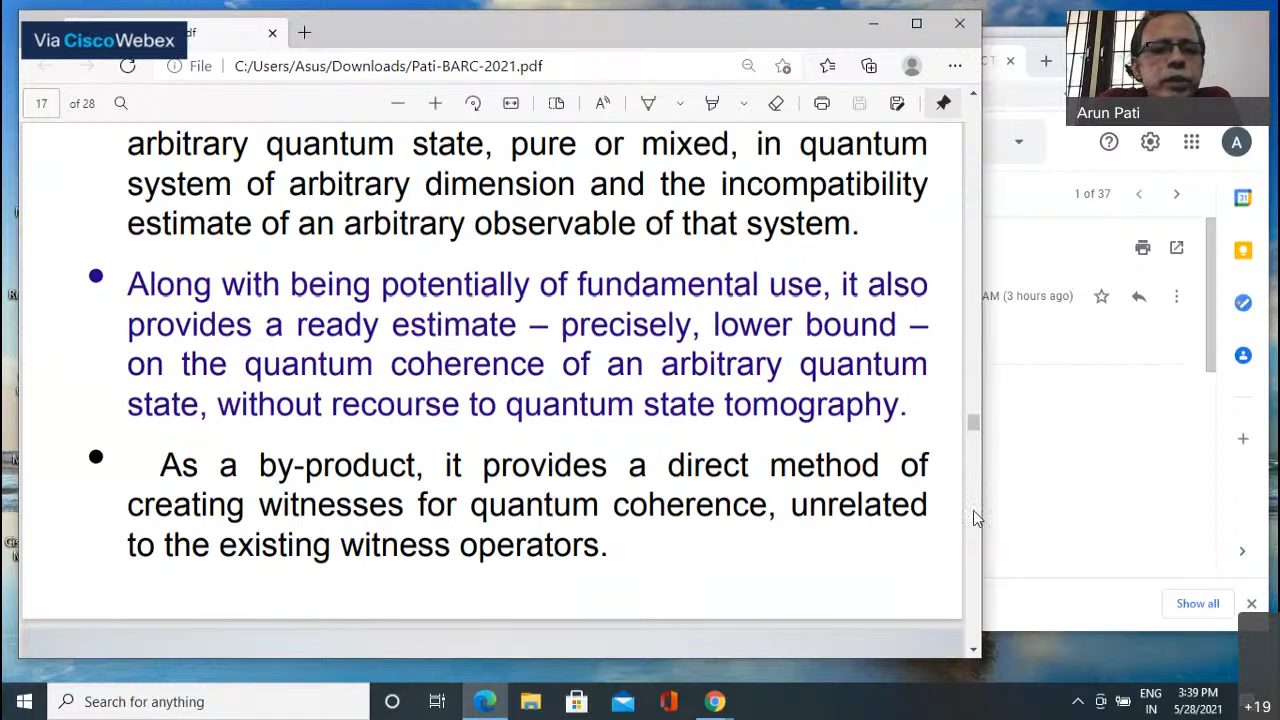 Via Cisco Webex
df
File
C:/Users/Asus/Downloads/Pati-BARC-2021.pdf
17
of 28
arbitrary quantum state, pure or mixed, in quantum
system of arbitrary dimension and the incompatibility
estimate of an arbitrary observable of that system.
• Along with being potentially of fundamental use, it also
provides a ready estimate – precisely, lower bound –
on the quantum coherence of an arbitrary quantum
state, without recourse to quantum state tomography.
• As a by-product, it provides a direct method of
creating witnesses for quantum coherence, unrelated
to the existing witness operators.
Arun Pati
A
1 of 37
31
AM (3 hours ago)
Show all
Search for anything
ENG
IN
3:39 PM
5/28/2021
+19